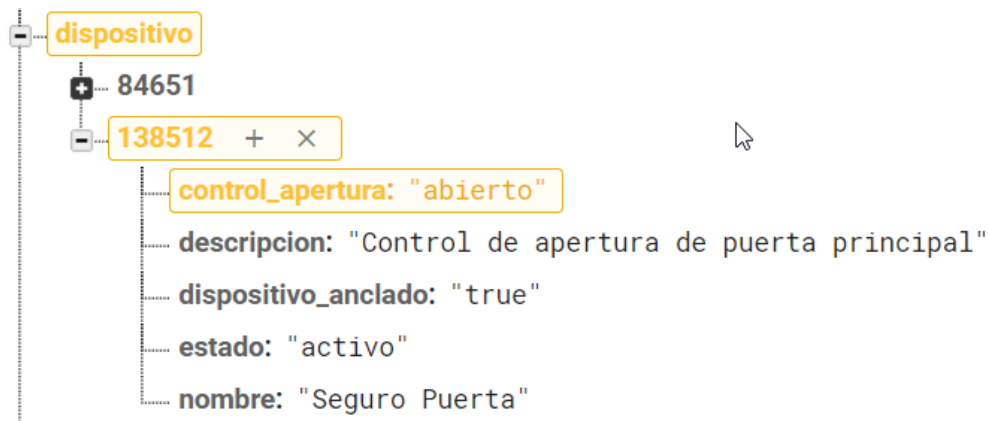 dispositivo
84651
138512 + ×
control_apertura: "abierto"
descripcion: "Control de apertura de puerta principal"
dispositivo_anclado: "true"
estado: "activo"
nombre: "Seguro Puerta"